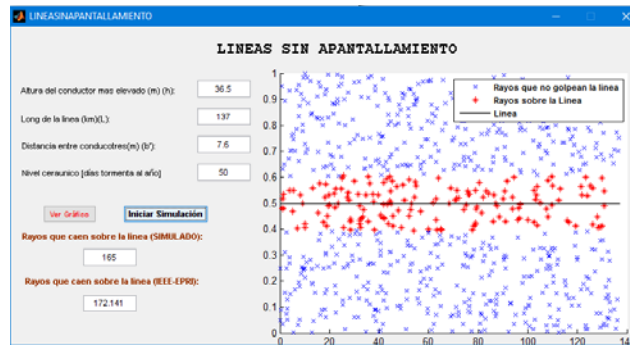 LINEASINAPANTALLAMIENTO
LINEAS SIN APANTALLAMIENTO
Altura del conductor mas elevado (m) (h): 36.5
Long de la linea (km)(L): 137
Distancia entre conducotres(m) (b'): 7.6
Nivel ceraunico [días tormenta al año] 50
Ver Gráfico Iniciar Simulación
Rayos que caen sobre la linea (SIMULADO):
165
Rayos que caen sobre la linea (IEEE-EPRI):
172.141
Rayos que no golpean la linea
Rayos sobre la Linea
Linea
1
0.9
0.8
0.7
0.6
0.5
0.4
0.3
0.2
0.1
0
0 20 40 60 80 100 120 14